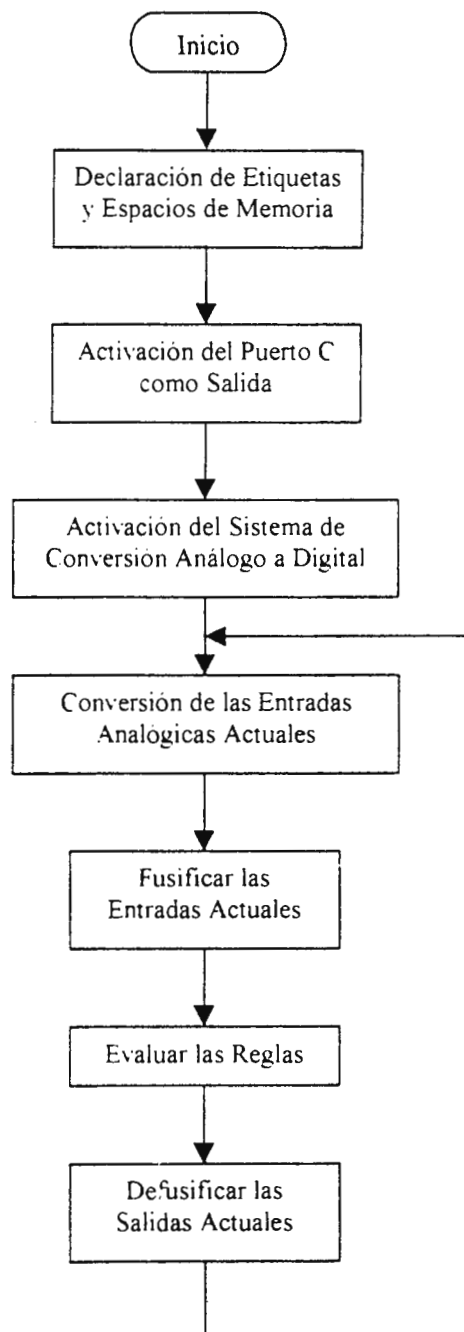 Inicio
Declaración de Etiquetas
y Espacios de Memoria
Activación del Puerto C
como Salida
Activación del Sistema de
Conversión Análogo a Digital
Conversión de las Entradas
Analógicas Actuales
Fusificar las
Entradas Actuales
Evaluar las Reglas
Defusificar las
Salidas Actuales